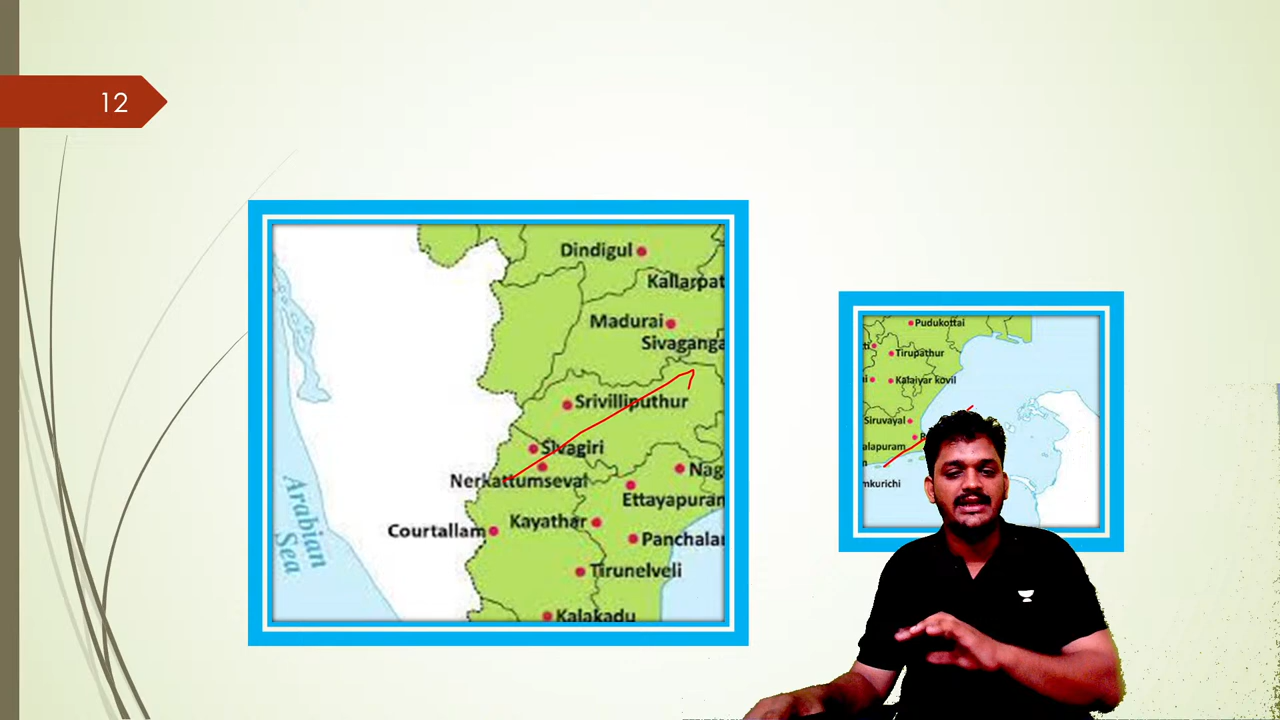 12
Dindigul
Kallarpat
Madurai
Sivaganga
Srivilliputhur
Sivagiri
Nerkattumseval
Nag
Ettayapuram
Courtallam
Kayathar
Panchalar
Tirunelveli
Kalakadu
Arabian
Sea
Pudukottai
Tirupathur
Kalaiyar kovil
Siruvayal
alapuram
mkurichi